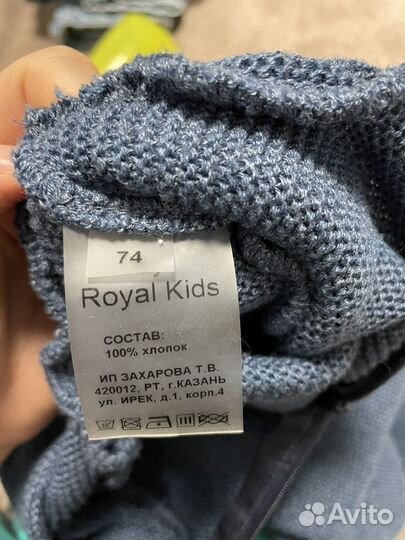 74
Royal Kids
СОСТАВ:
100% ХЛОПОК
ИП ЗАХАРОВА Т.В.
420012, РТ, г.КАЗАНЬ
ул. ИРЕК, д.1, корп.4
Avito